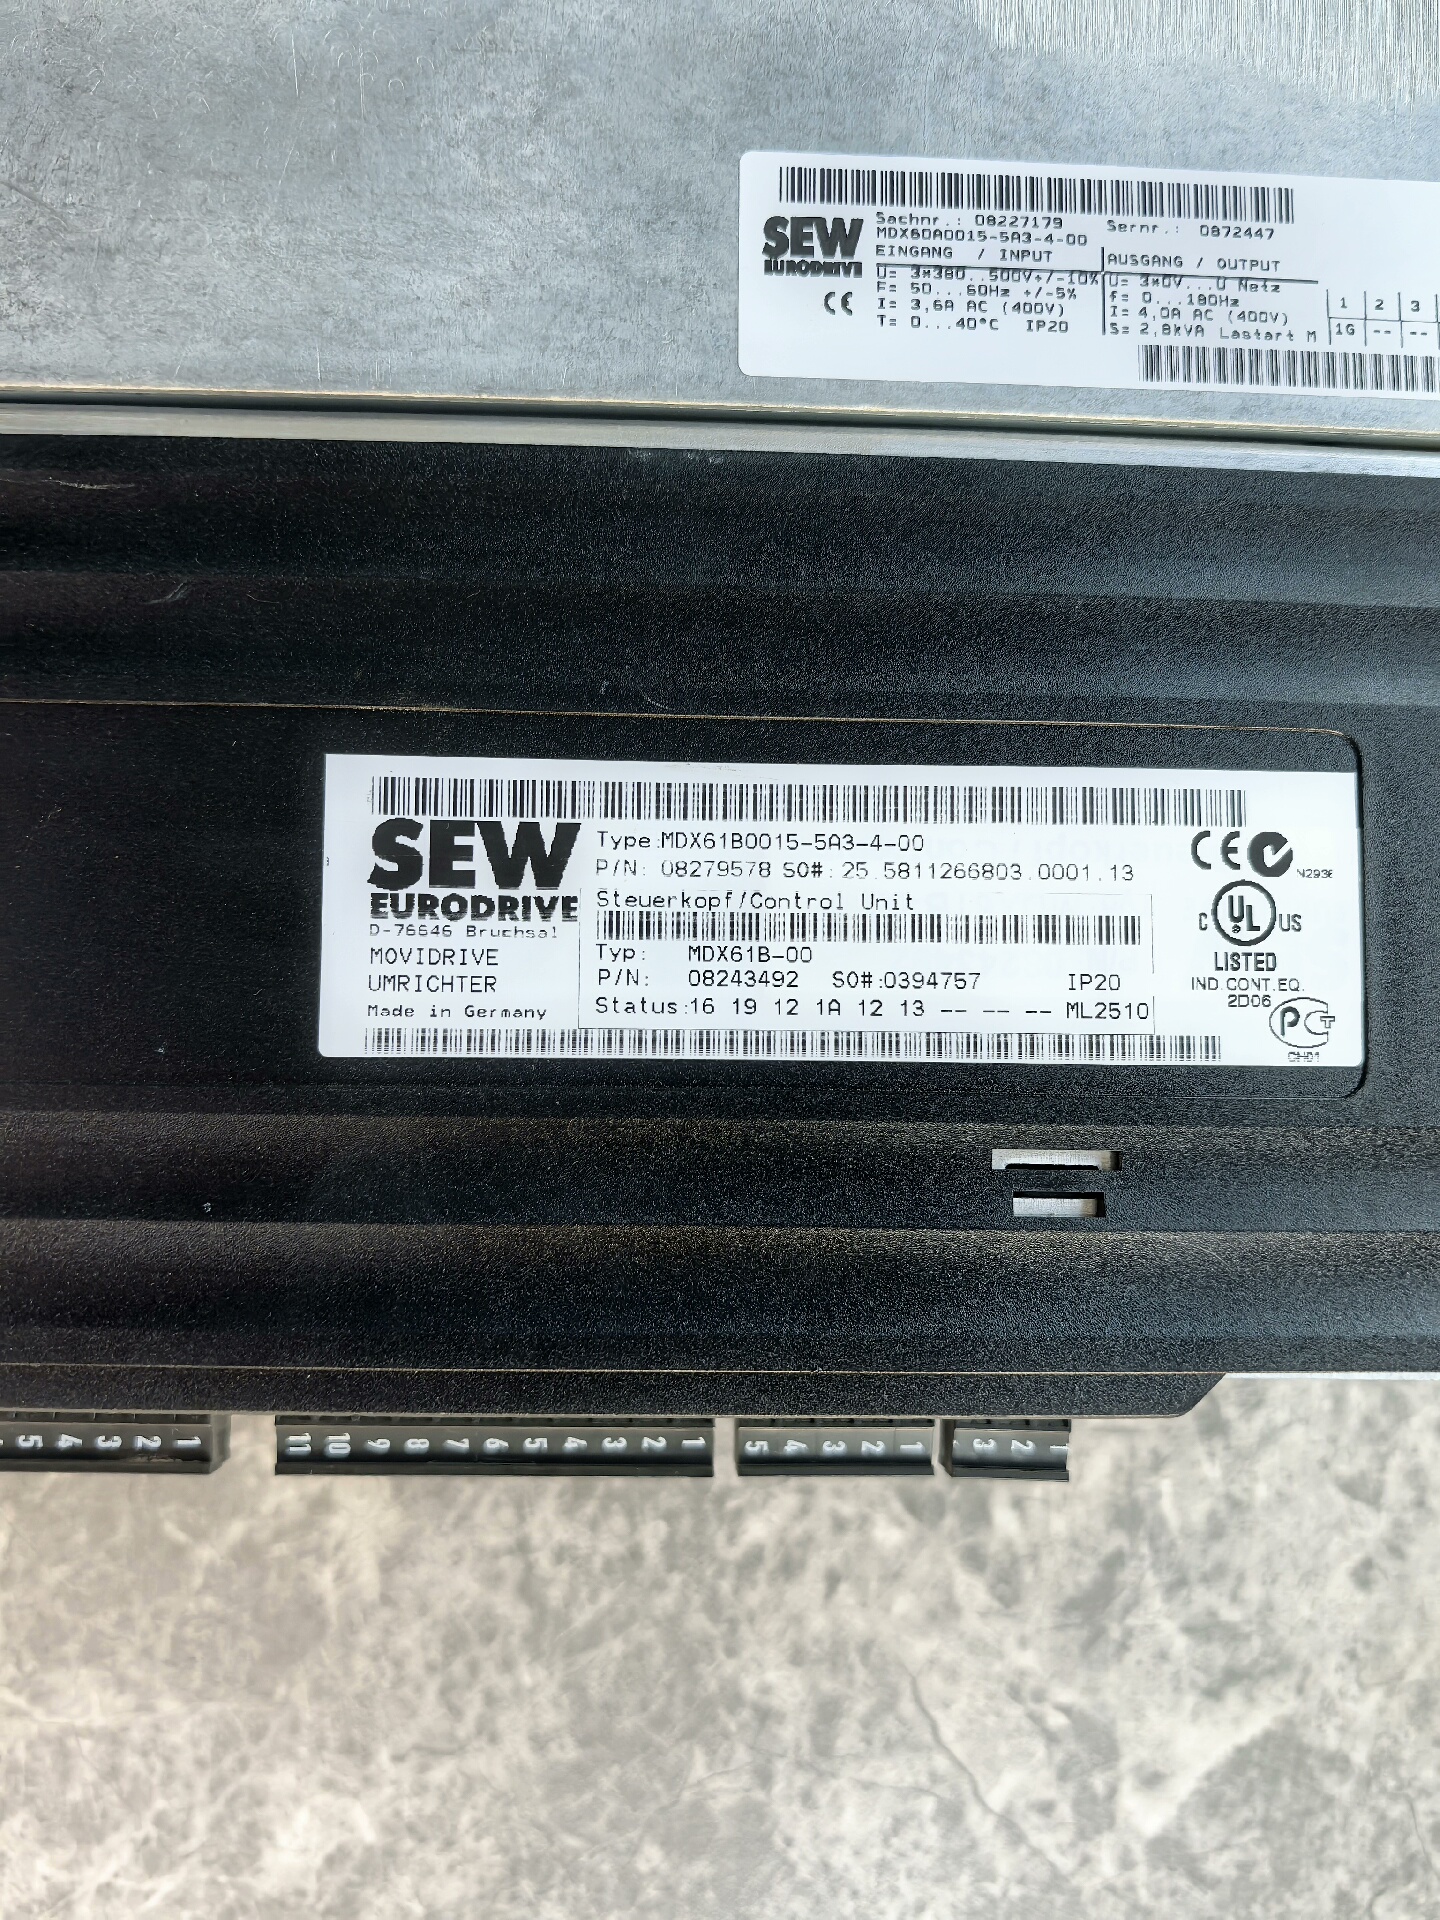 SEW
EURODRIVE
Sachnr.: 08227179 Sernr.: 0872447
MDX60A0015-5A3-4-00
EINGANG / INPUT AUSGANG / OUTPUT
U= 3*380..500V+/-10% U= 3*0V...U Netz
F= 50...60Hz +/-5% f= 0...180Hz
I= 3,6A AC (400V) I= 4,0A AC (400V)
T= 0...40°C IP20 S= 2,8kVA Lastart M
CE
1 2 3
1G -- --
SEW
EURODRIVE
D-76646 Bruchsal
MOVIDRIVE
UMRICHTER
Made in Germany
Type:MDX61B0015-5A3-4-00
P/N: 08279578 SO#: 25.5811266803.0001.13
Steuerkopf/Control Unit
Typ: MDX61B-00
P/N: 08243492 SO#:0394757 IP20
Status:16 19 12 1A 12 13 -- -- -- ML2510
CE
C UL US
LISTED
IND.CONT.EQ.
2D06
5 4 3 2 1
11 10 9 8 7 6 5 4 3 2 1
5 4 3 2 1
3 2 1